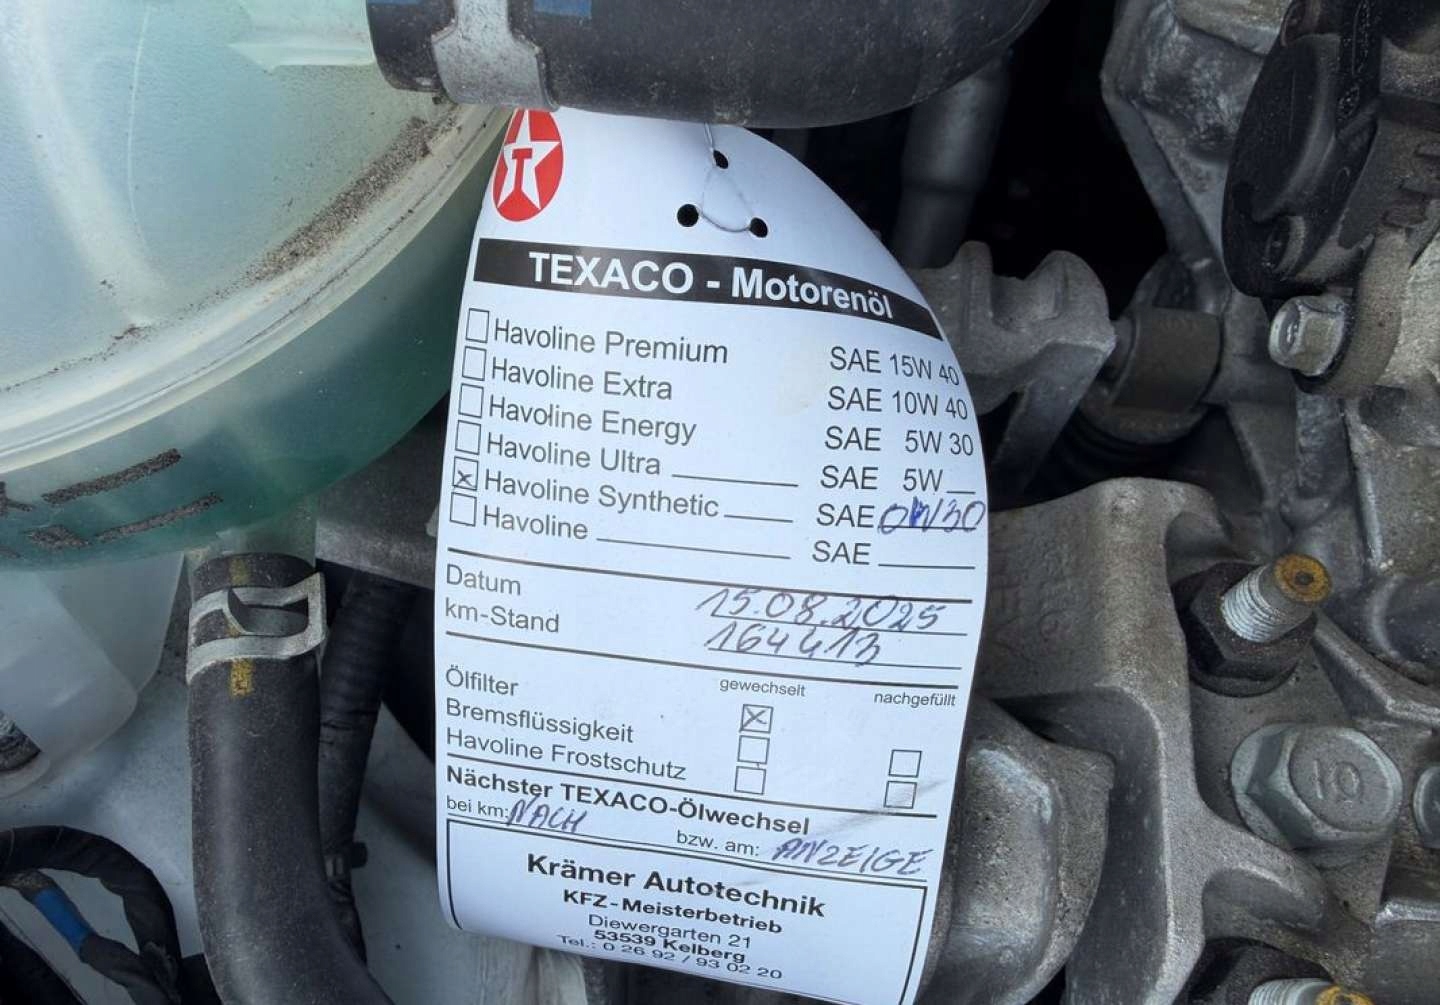 T
TEXACO - Motorenöl
Havoline Premium SAE 15W 40
Havoline Extra SAE 10W 40
Havoline Energy SAE 5W 30
Havoline Ultra SAE 5W
Havoline Synthetic SAE 0W30
Havoline SAE
Datum 15.08.2025
km-Stand 164413
gewechselt nachgefüllt
Ölfilter
Bremsflüssigkeit
Havoline Frostschutz
Nächster TEXACO-Ölwechsel
bei km: NACH bzw. am: ANZEIGE
Krämer Autotechnik
KFZ-Meisterbetrieb
Diewergarten 21
53539 Kelberg
Tel.: 0 26 92 / 93 02 20
10